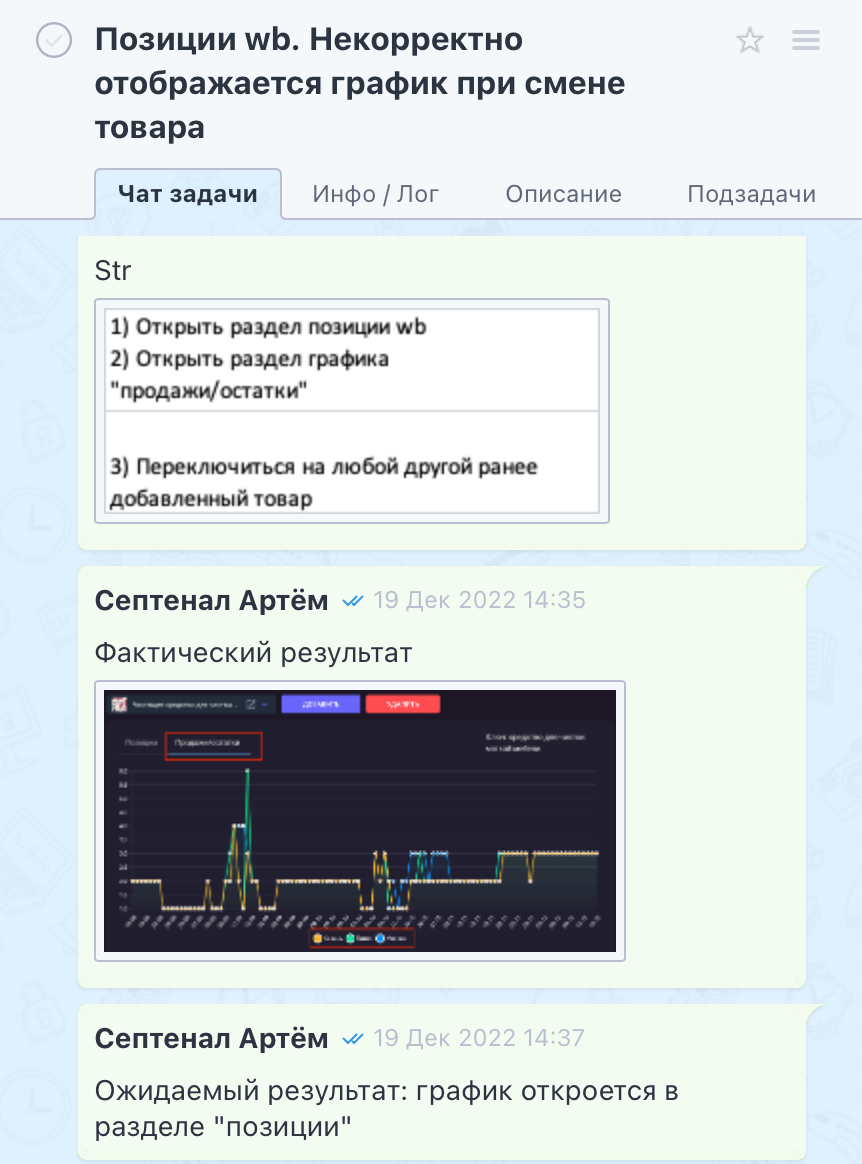 Позиции wb. Некорректно
отображается график при смене
товара
Чат задачи
Инфо / Лог
Описание
Подзадачи
Str
1) Открыть раздел позиции wb
2) Открыть раздел графика
"продажи/остатки"
3) Переключиться на любой другой ранее
добавленный товар
Септенал Артём 19 Дек 2022 14:35
Фактический результат
ДОБАВИТЬ
УДАЛИТЬ
Позиции
Продажи/остатки
Септенал Артём 19 Дек 2022 14:37
Ожидаемый результат: график откроется в
разделе "позиции"